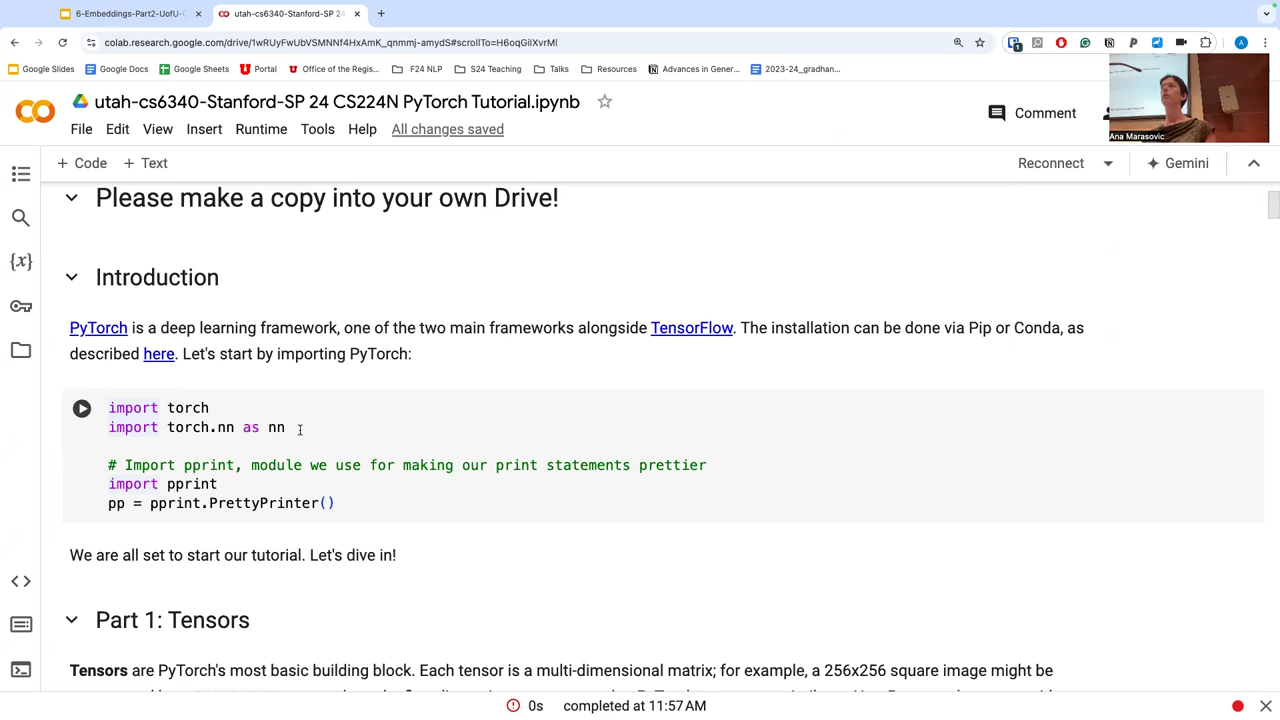 6-Embeddings-Part2-UofU-C
utah-cs6340-Stanford-SP 24
colab.research.google.com/drive/1wRUyFwUbVSMNNf4HxAmK_qnmmj-amydS#scrollTo=H6oqGiIXvrMl
Google Slides Google Docs Google Sheets Portal Office of the Regis... F24 NLP S24 Teaching Talks Resources Advances in Gener... 2023-24_gradhan...
utah-cs6340-Stanford-SP 24 CS224N PyTorch Tutorial.ipynb
Comment
Ana Marasovic
File Edit View Insert Runtime Tools Help All changes saved
+ Code + Text
Reconnect
Gemini
Please make a copy into your own Drive!
Introduction
PyTorch is a deep learning framework, one of the two main frameworks alongside TensorFlow. The installation can be done via Pip or Conda, as
described here. Let's start by importing PyTorch:
import torch
import torch.nn as nn
# Import pprint, module we use for making our print statements prettier
import pprint
pp = pprint.PrettyPrinter()
We are all set to start our tutorial. Let's dive in!
Part 1: Tensors
Tensors are PyTorch's most basic building block. Each tensor is a multi-dimensional matrix; for example, a 256x256 square image might be
0s completed at 11:57 AM